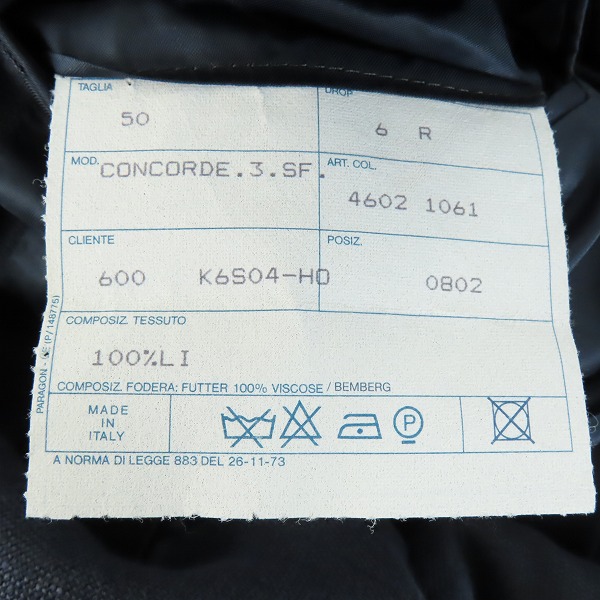 TAGLIA DROP
50 6 R
MOD. ART. COL.
CONCORDE.3.SF. 4602 1061
CLIENTE POSIZ.
600 K6S04-HO 0802
COMPOSIZ. TESSUTO
100%LI
COMPOSIZ. FODERA: FUTTER 100% VISCOSE / BEMBERG
MADE
IN
ITALY
P
A NORMA DI LEGGE 883 DEL 26-11-73
(P/148775)